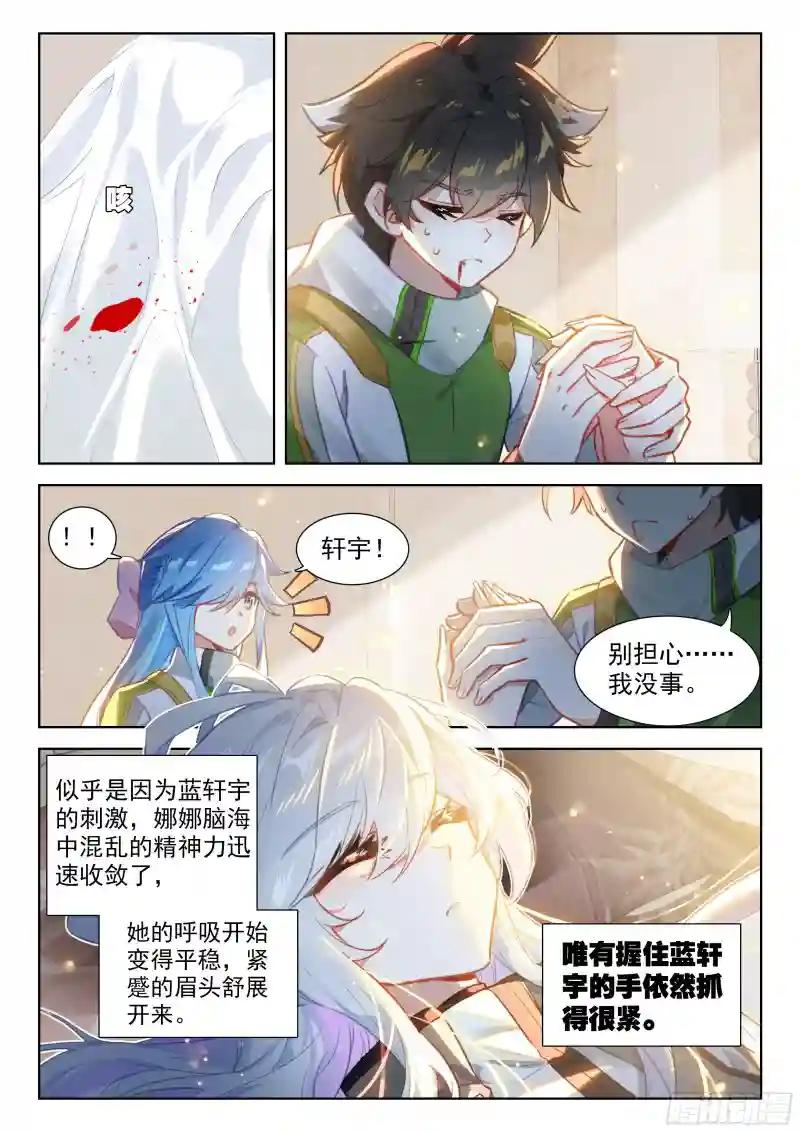 咳
！！
轩宇！
别担心……
我没事。
似乎是因为蓝轩宇
的刺激，娜娜脑海
中混乱的精神力迅
速收敛了，
她的呼吸开始
变得平稳，紧
蹙的眉头舒展
开来。
唯有握住蓝轩
宇的手依然抓
得很紧。